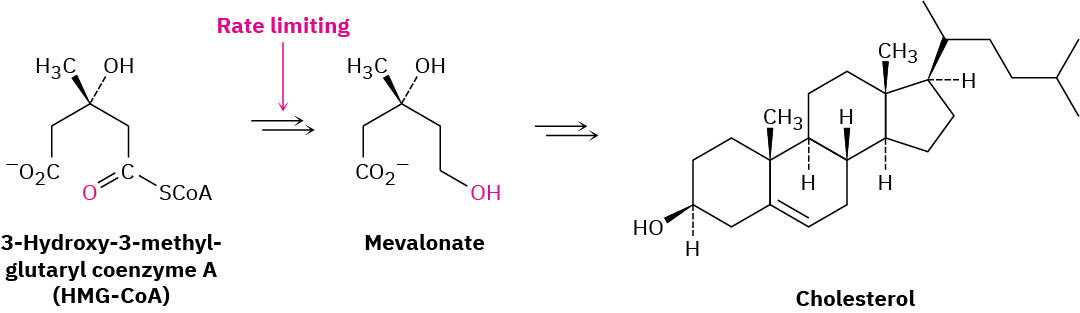 Rate limiting
H₃C OH
⁻O₂C C
O SCoA
3-Hydroxy-3-methyl-
glutaryl coenzyme A
(HMG-CoA)
H₃C OH
CO₂⁻
OH
Mevalonate
CH₃
H
CH₃ H
H H
HO
H
Cholesterol